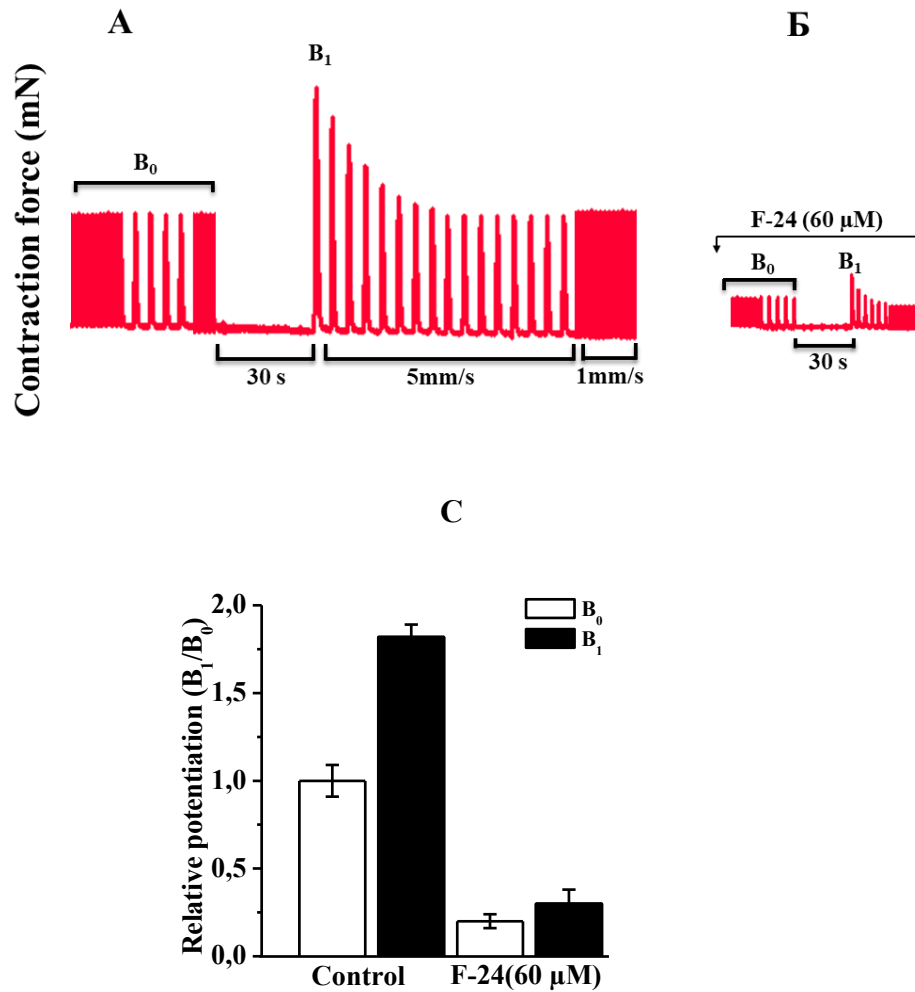 А
Б
Contraction force (mN)
B₀
B₁
30 s
5mm/s
1mm/s
F-24 (60 µM)
B₀
B₁
30 s
C
Relative potentiation (B₁/B₀)
2,0
1,5
1,0
0,5
0,0
B₀
B₁
Control
F-24(60 µM)